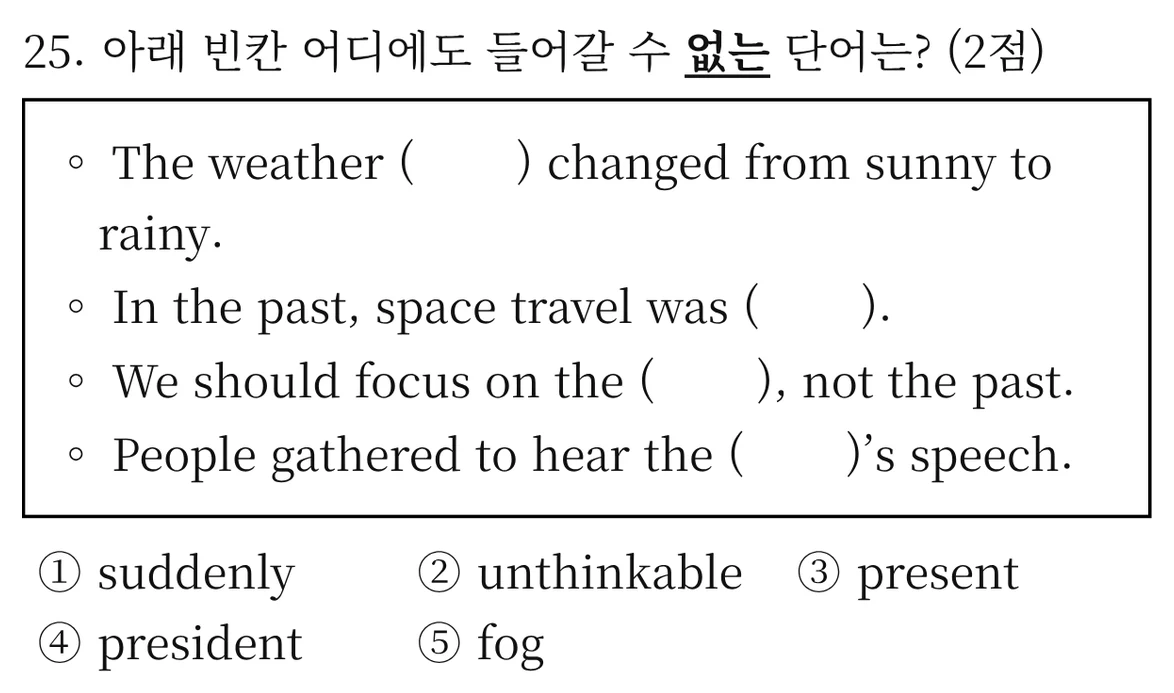 25. 아래 빈칸 어디에도 들어갈 수 없는 단어는? (2점)
◦ The weather (      ) changed from sunny to
rainy.
◦ In the past, space travel was (      ).
◦ We should focus on the (      ), not the past.
◦ People gathered to hear the (      )’s speech.
① suddenly ② unthinkable ③ present
④ president ⑤ fog